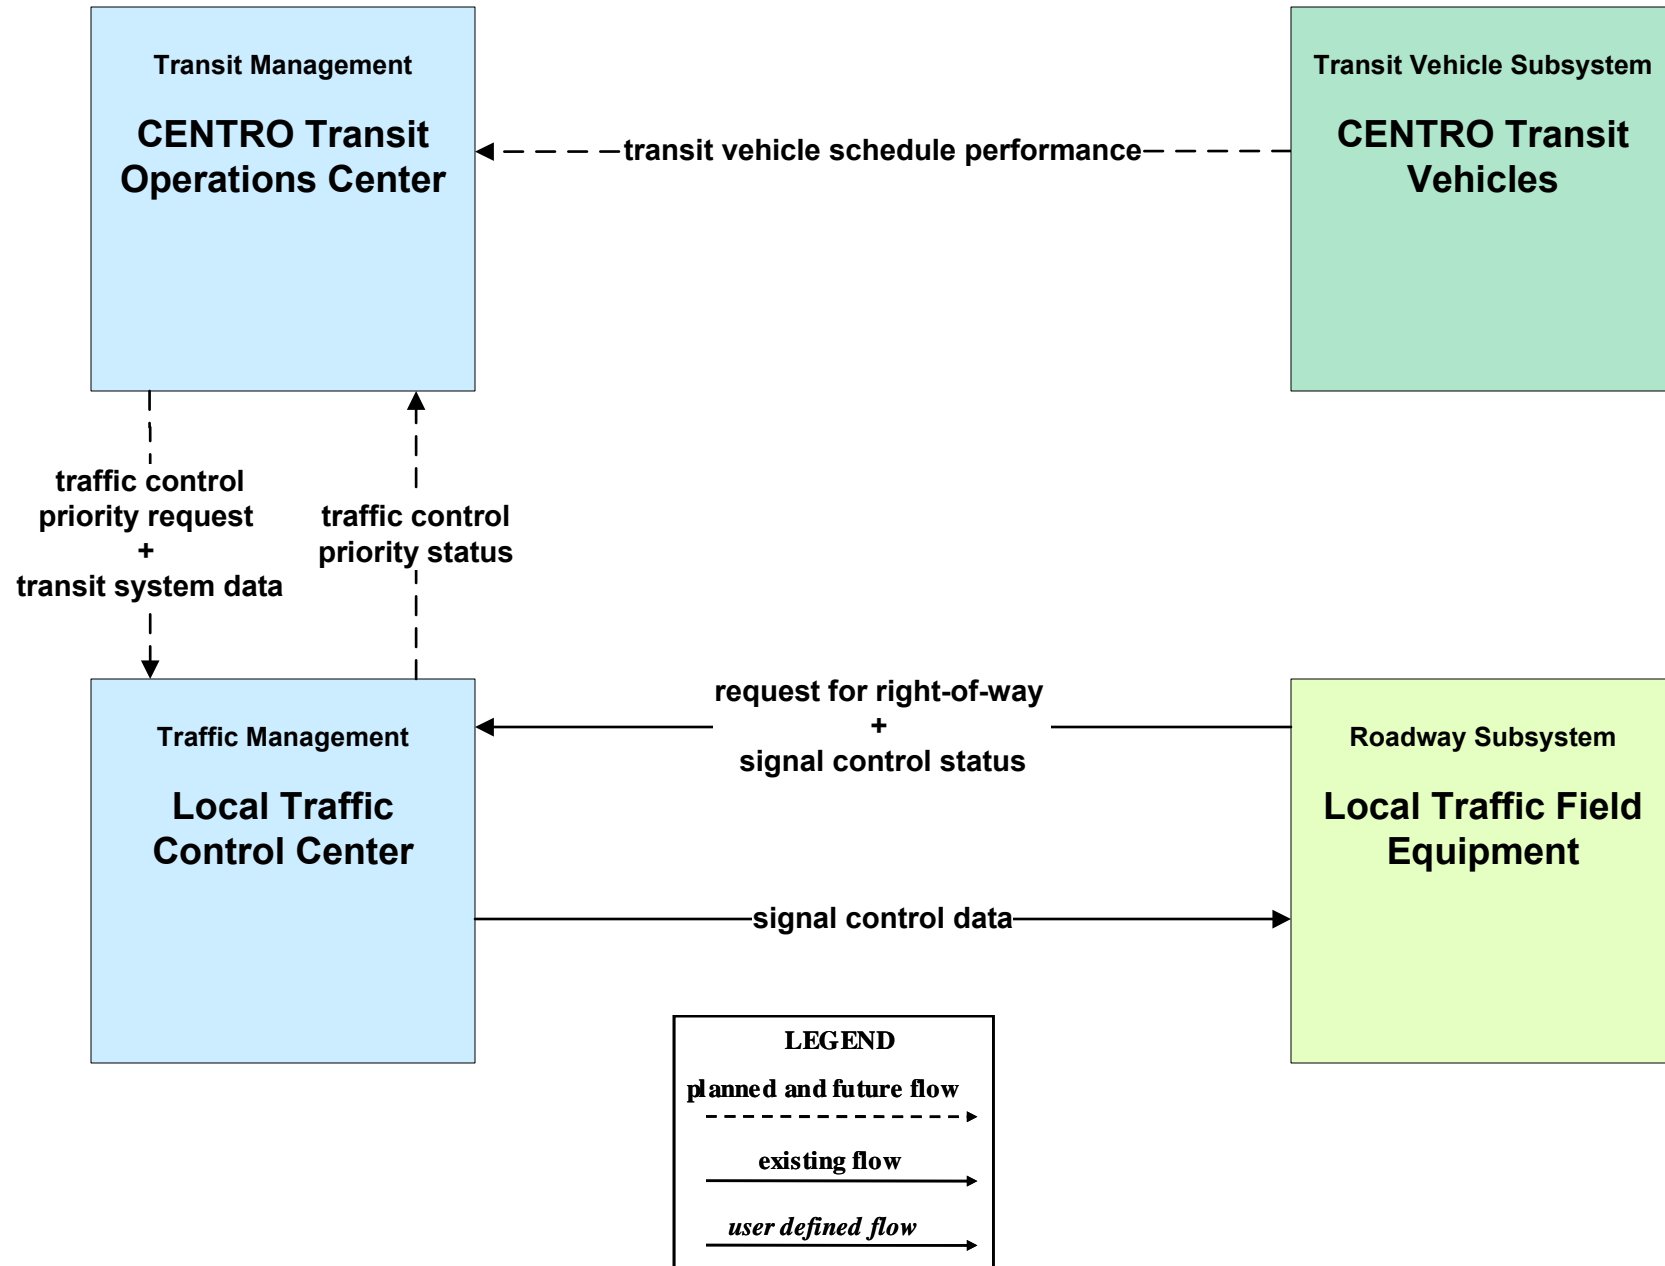 Transit Management
CENTRO Transit
Operations Center
Transit Vehicle Subsystem
CENTRO Transit
Vehicles
transit vehicle schedule performance
traffic control
priority request
+
transit system data
traffic control
priority status
Traffic Management
Local Traffic
Control Center
request for right-of-way
+
signal control status
Roadway Subsystem
Local Traffic Field
Equipment
signal control data
LEGEND
planned and future flow
existing flow
user defined flow